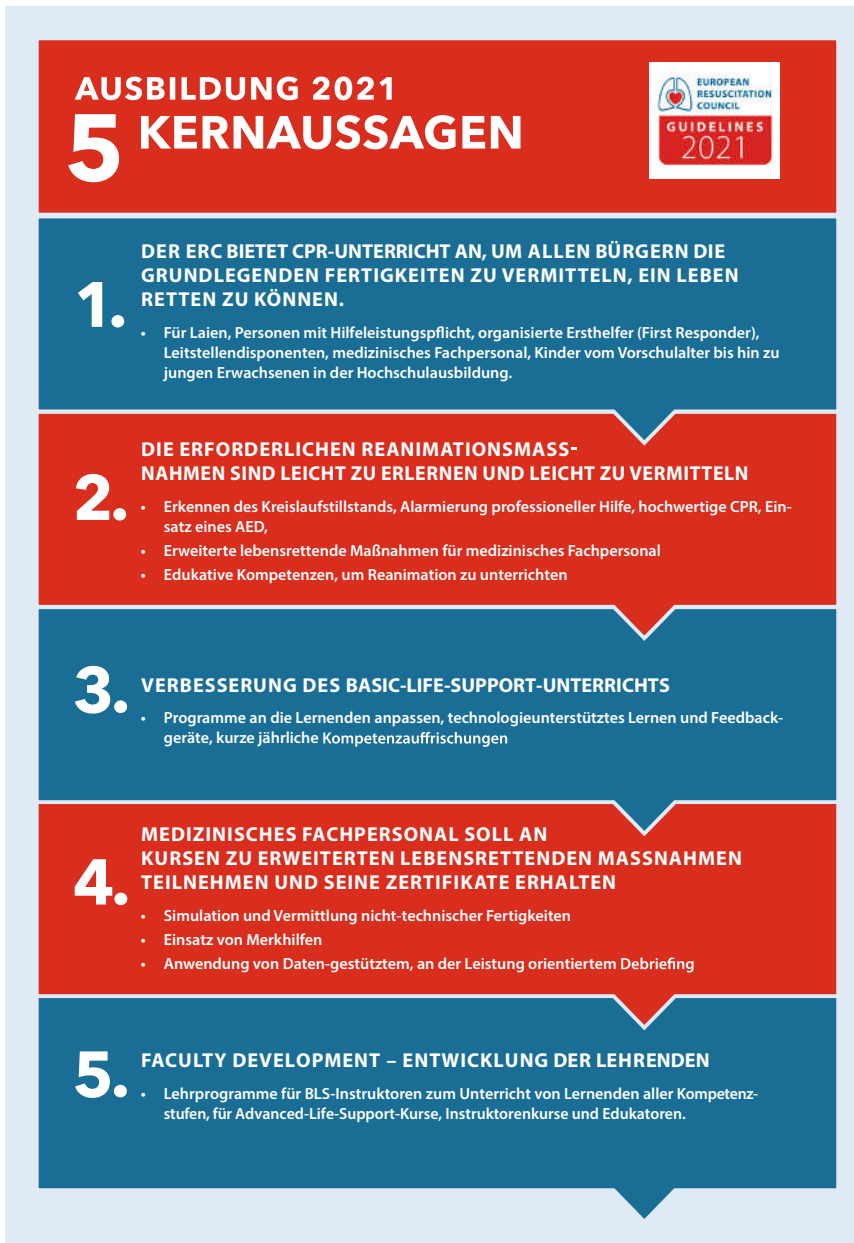 AUSBILDUNG 2021
5 KERNAUSSAGEN
EUROPEAN
RESUSCITATION
COUNCIL
GUIDELINES
2021
1.
DER ERC BIETET CPR-UNTERRICHT AN, UM ALLEN BÜRGERN DIE
GRUNDLEGENDEN FERTIGKEITEN ZU VERMITTELN, EIN LEBEN
RETTEN ZU KÖNNEN.
• Für Laien, Personen mit Hilfeleistungspflicht, organisierte Ersthelfer (First Responder),
Leitstellendisponenten, medizinisches Fachpersonal, Kinder vom Vorschulalter bis hin zu
jungen Erwachsenen in der Hochschulausbildung.
2.
DIE ERFORDERLICHEN REANIMATIONSMASS-
NAHMEN SIND LEICHT ZU ERLERNEN UND LEICHT ZU VERMITTELN
• Erkennen des Kreislaufstillstands, Alarmierung professioneller Hilfe, hochwertige CPR, Ein-
satz eines AED,
• Erweiterte lebensrettende Maßnahmen für medizinisches Fachpersonal
• Edukative Kompetenzen, um Reanimation zu unterrichten
3.
VERBESSERUNG DES BASIC-LIFE-SUPPORT-UNTERRICHTS
• Programme an die Lernenden anpassen, technologieunterstütztes Lernen und Feedback-
geräte, kurze jährliche Kompetenzauffrischungen
4.
MEDIZINISCHES FACHPERSONAL SOLL AN
KURSEN ZU ERWEITERTEN LEBENSRETTENDEN MASSNAHMEN
TEILNEHMEN UND SEINE ZERTIFIKATE ERHALTEN
• Simulation und Vermittlung nicht-technischer Fertigkeiten
• Einsatz von Merkhilfen
• Anwendung von Daten-gestütztem, an der Leistung orientiertem Debriefing
5.
FACULTY DEVELOPMENT – ENTWICKLUNG DER LEHRENDEN
• Lehrprogramme für BLS-Instruktoren zum Unterricht von Lernenden aller Kompetenz-
stufen, für Advanced-Life-Support-Kurse, Instruktorenkurse und Edukatoren.